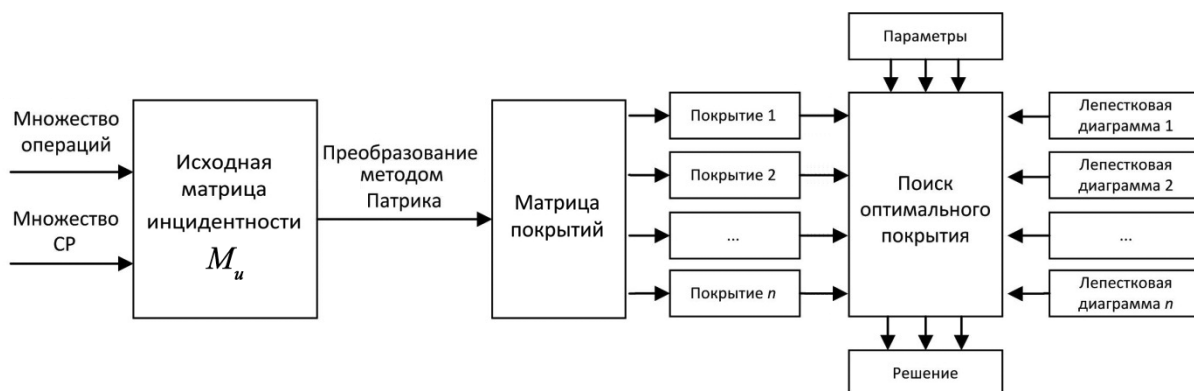 Множество
операций
Множество
СР
Исходная
матрица
инцидентности
Mи
Преобразование
методом
Патрика
Матрица
покрытий
Покрытие 1
Покрытие 2
...
Покрытие n
Параметры
Поиск
оптимального
покрытия
Решение
Лепестковая
диаграмма 1
Лепестковая
диаграмма 2
...
Лепестковая
диаграмма n